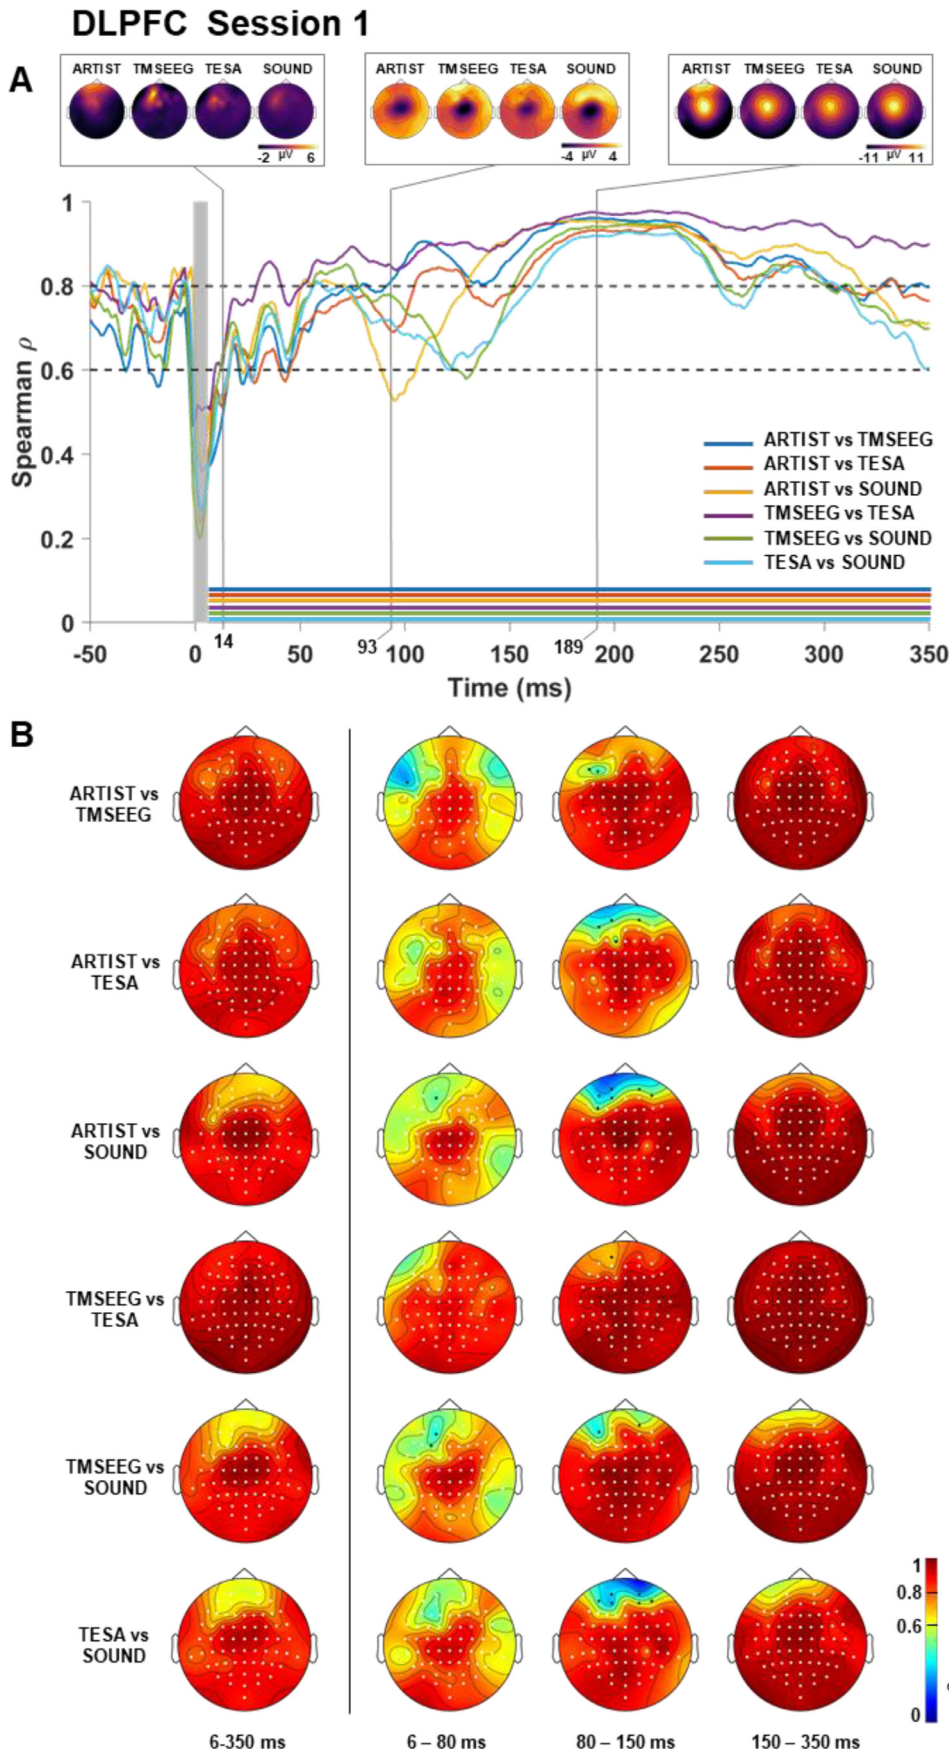 DLPFC Session 1
A
ARTIST TMSEEG TESA SOUND
-2 µV 6
ARTIST TMSEEG TESA SOUND
-4 µV 4
ARTIST TMSEEG TESA SOUND
-11 µV 11
Spearman ρ
1
0.8
0.6
0.4
0.2
0
ARTIST vs TMSEEG
ARTIST vs TESA
ARTIST vs SOUND
TMSEEG vs TESA
TMSEEG vs SOUND
TESA vs SOUND
14
93
189
-50 0 50 100 150 200 250 300 350
Time (ms)
B
ARTIST vs
TMSEEG
ARTIST vs
TESA
ARTIST vs
SOUND
TMSEEG vs
TESA
TMSEEG vs
SOUND
TESA vs
SOUND
1
0.8
0.6
0
6-350 ms
6 – 80 ms
80 – 150 ms
150 – 350 ms